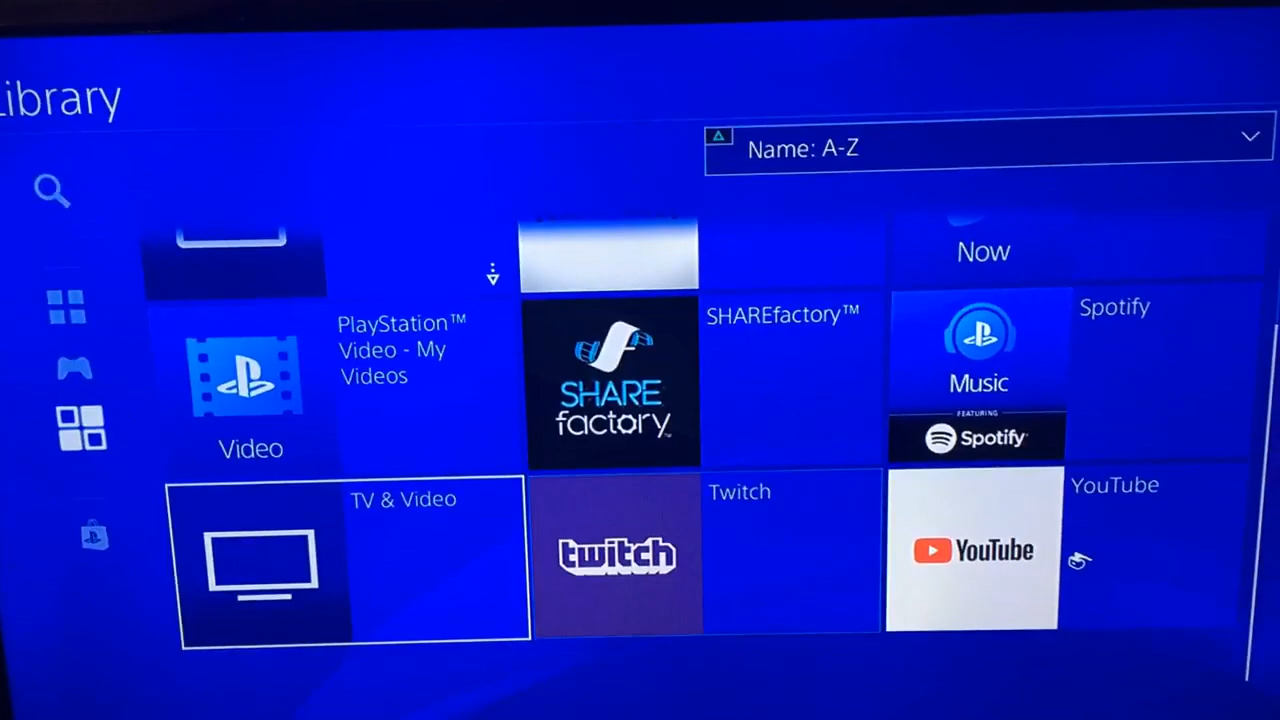 Library
Name: A-Z
Now
PlayStation™
Video - My
Videos
Video
SHARE
factory™
SHAREfactory™
Music
FEATURING
Spotify
Spotify
TV & Video
twitch
Twitch
YouTube
YouTube